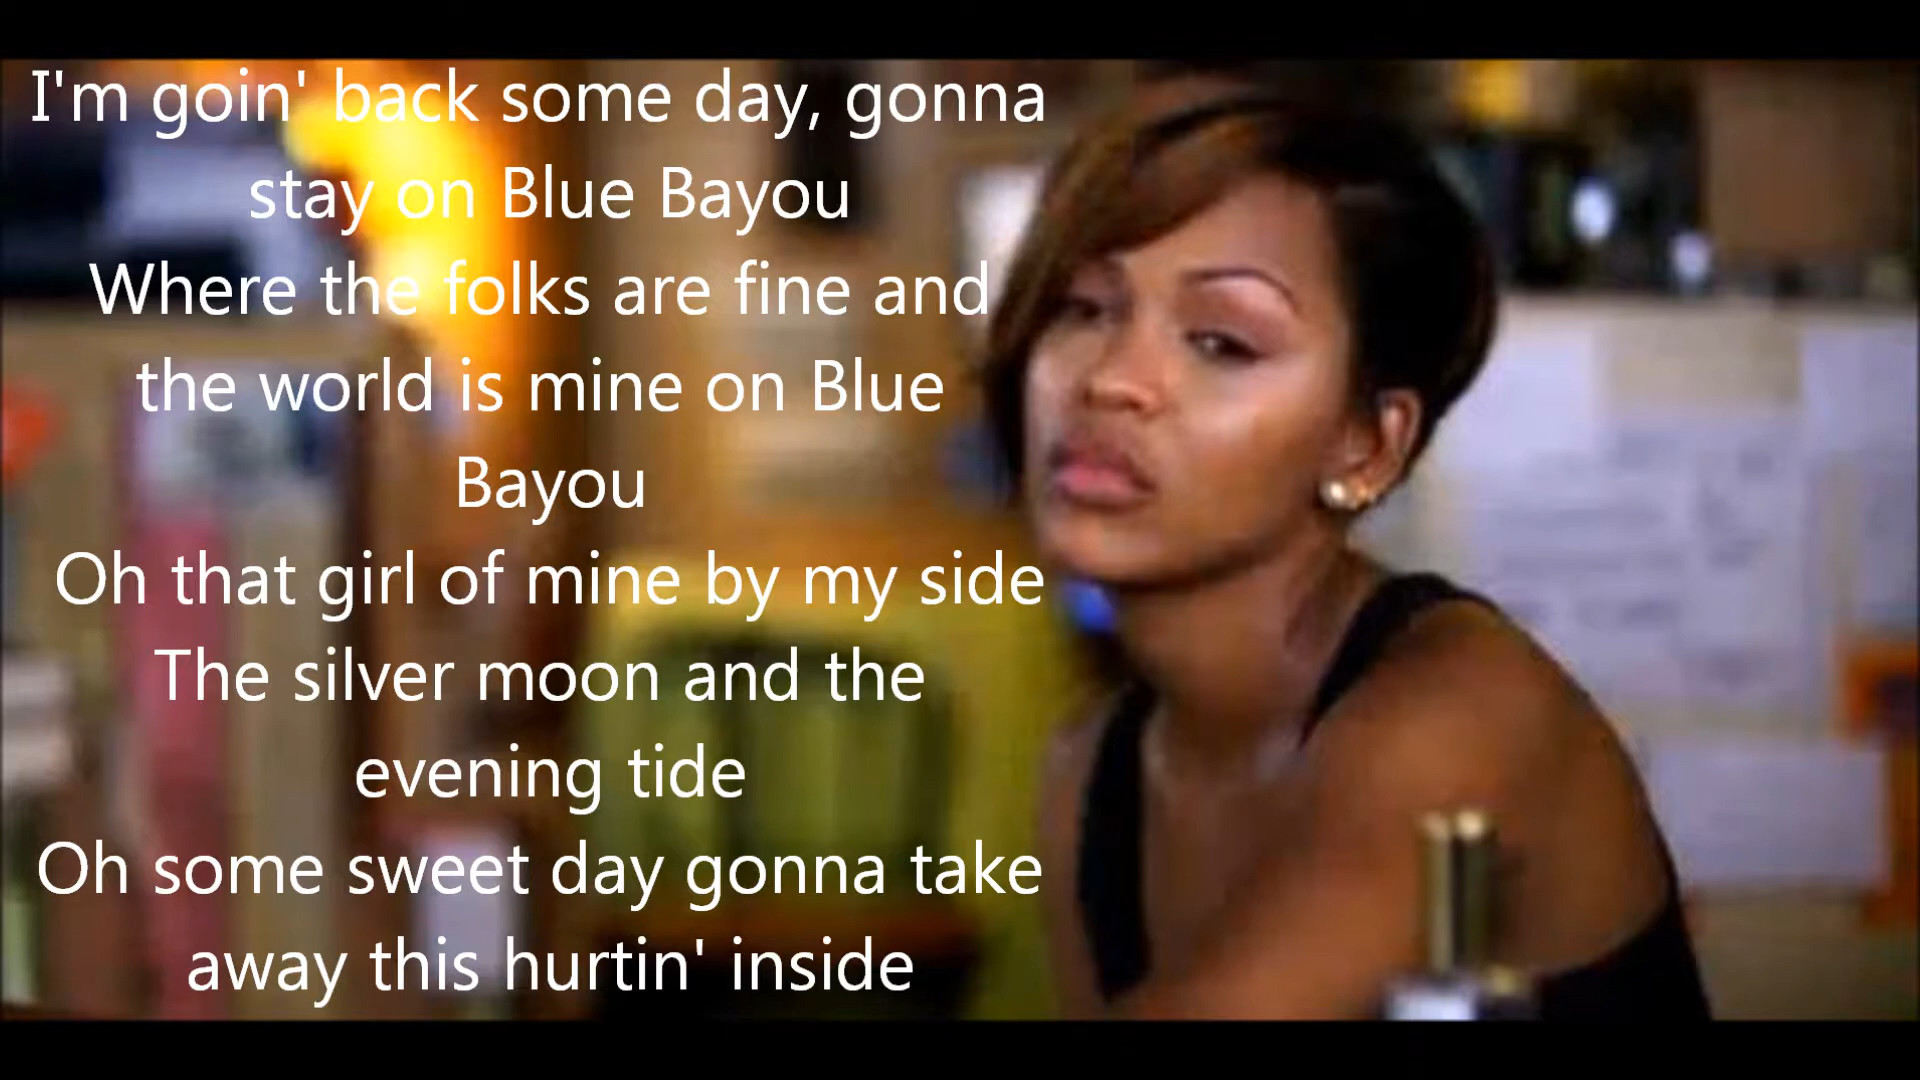 I'm goin' back some day, gonna
stay on Blue Bayou
Where the folks are fine and
the world is mine on Blue
Bayou
Oh that girl of mine by my side
The silver moon and the
evening tide
Oh some sweet day gonna take
away this hurtin' inside